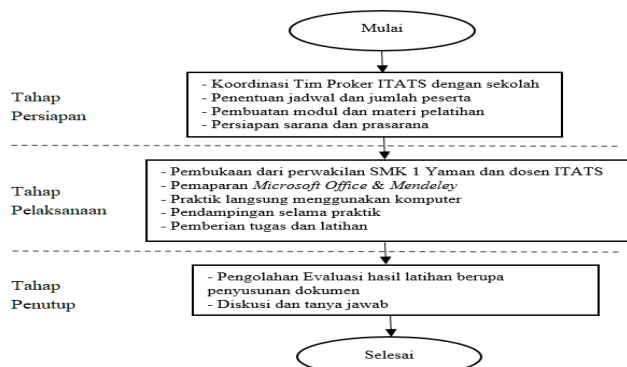 Mulai
Tahap
Persiapan
- Koordinasi Tim Proker ITATS dengan sekolah
- Penentuan jadwal dan jumlah peserta
- Pembuatan modul dan materi pelatihan
- Persiapan sarana dan prasarana
Tahap
Pelaksanaan
- Pembukaan dari perwakilan SMK 1 Yaman dan dosen ITATS
- Pemaparan Microsoft Office & Mendeley
- Praktik langsung menggunakan komputer
- Pendampingan selama praktik
- Pemberian tugas dan latihan
Tahap
Penutup
- Pengolahan Evaluasi hasil latihan berupa
penyusunan dokumen
- Diskusi dan tanya jawab
Selesai